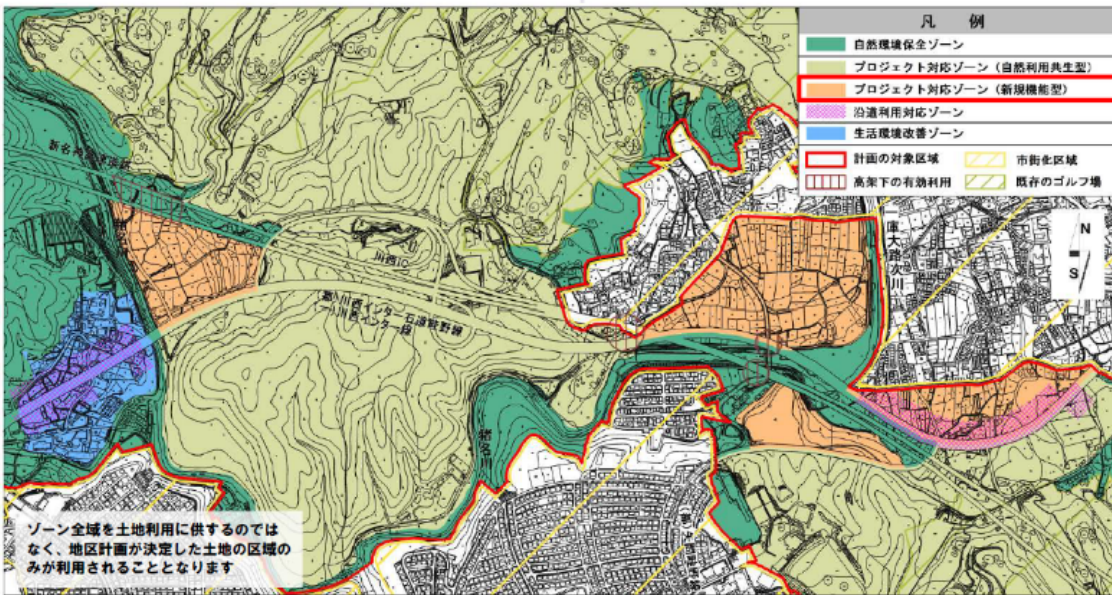 凡 例
自然環境保全ゾーン
プロジェクト対応ゾーン（自然利用共生型）
プロジェクト対応ゾーン（新規機能型）
沿道利用対応ゾーン
生活環境改善ゾーン
計画の対象区域
市街化区域
高架下の有効利用
既存のゴルフ場
N
S
川西IC
猪名川
ゾーン全域を土地利用に供するのでは
なく、地区計画が決定した土地の区域の
みが利用されることとなります